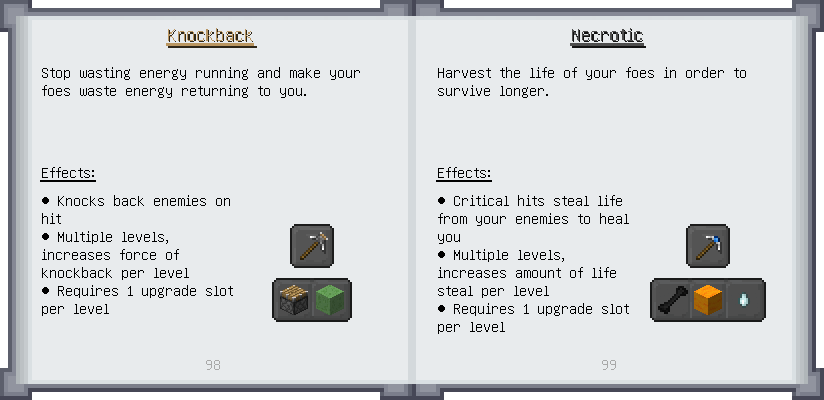 Knockback
Stop wasting energy running and make your
foes waste energy returning to you.
Effects:
● Knocks back enemies on
hit
● Multiple levels,
increases force of
knockback per level
● Requires 1 upgrade slot
per level
98
Necrotic
Harvest the life of your foes in order to
survive longer.
Effects:
● Critical hits steal life
from your enemies to heal
you
● Multiple levels,
increases amount of life
steal per level
● Requires 1 upgrade slot
per level
99